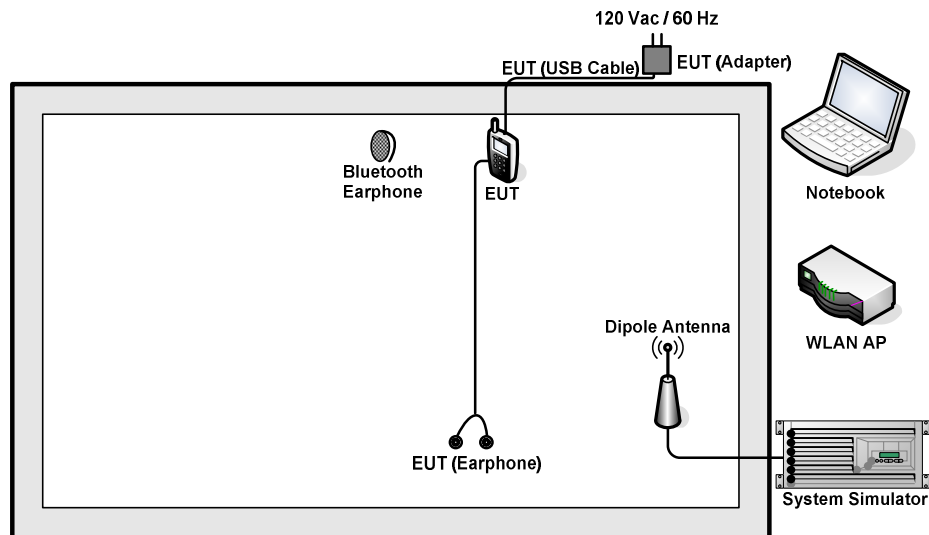 120 Vac / 60 Hz
EUT (USB Cable)
EUT (Adapter)
Bluetooth
Earphone
EUT
Notebook
Dipole Antenna
WLAN AP
EUT (Earphone)
System Simulator